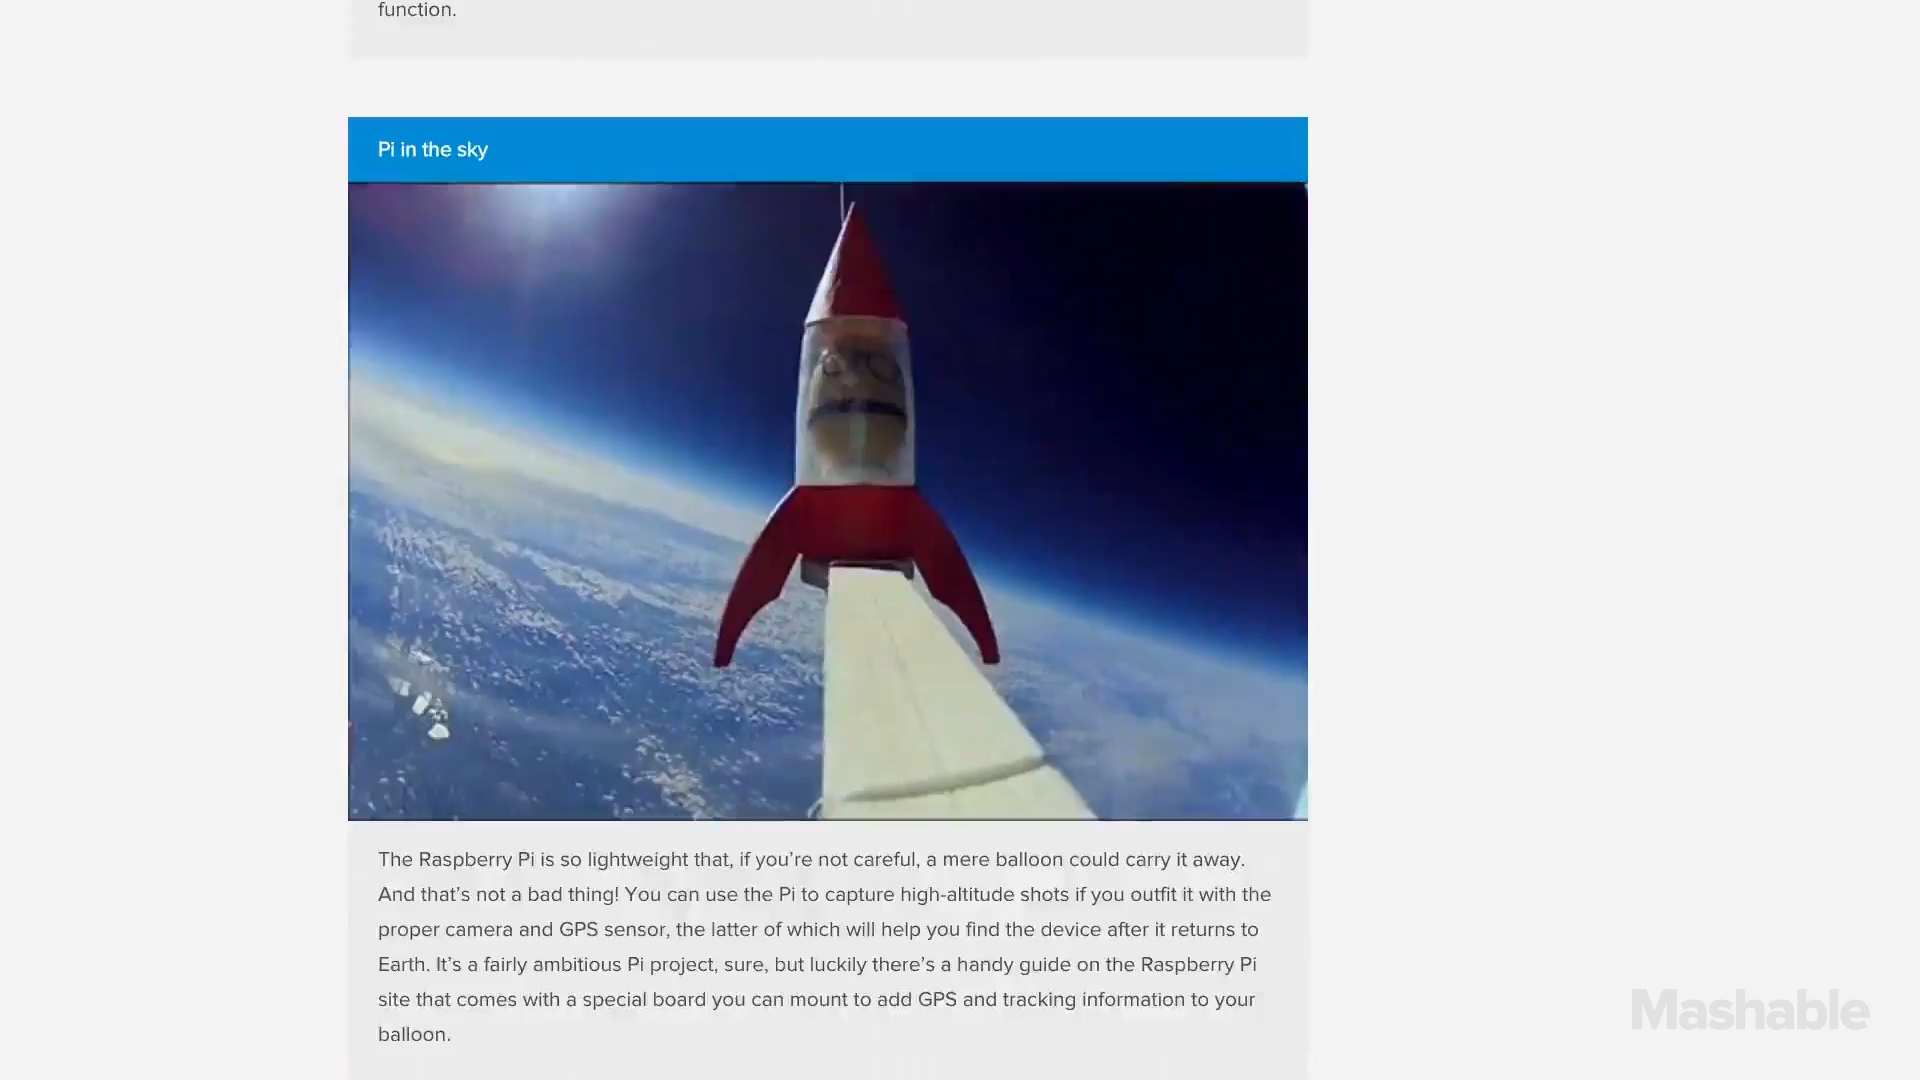 function.
Pi in the sky
The Raspberry Pi is so lightweight that, if you’re not careful, a mere balloon could carry it away.
And that’s not a bad thing! You can use the Pi to capture high-altitude shots if you outfit it with the
proper camera and GPS sensor, the latter of which will help you find the device after it returns to
Earth. It’s a fairly ambitious Pi project, sure, but luckily there’s a handy guide on the Raspberry Pi
site that comes with a special board you can mount to add GPS and tracking information to your
balloon.
Mashable